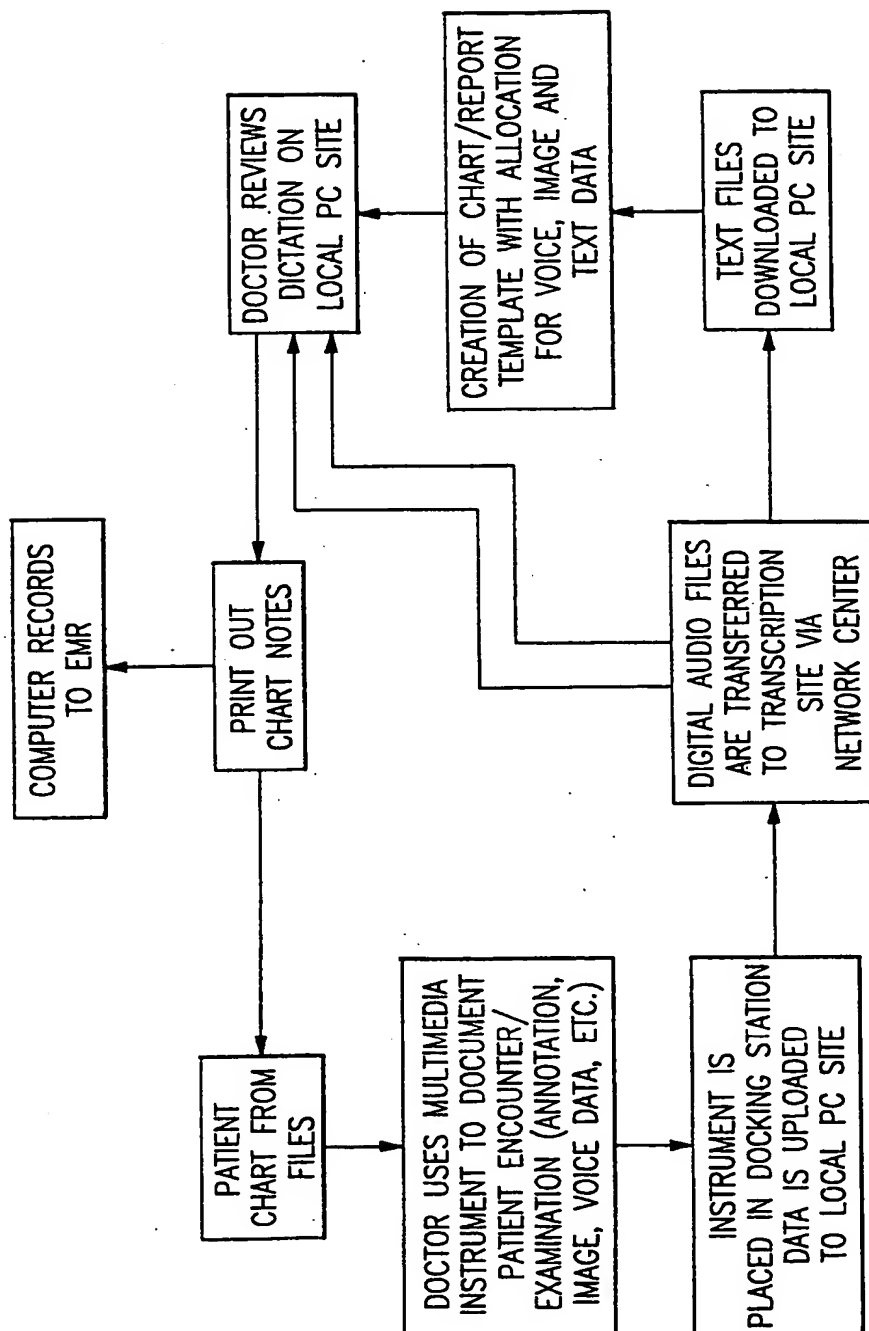 COMPUTER RECORDS
TO EMR
PATIENT
CHART FROM
FILES
PRINT OUT
CHART NOTES
DOCTOR REVIEWS
DICTATION ON
LOCAL PC SITE
DOCTOR USES MULTIMEDIA
INSTRUMENT TO DOCUMENT
PATIENT ENCOUNTER/
EXAMINATION (ANNOTATION,
IMAGE, VOICE DATA, ETC.)
CREATION OF CHART/REPORT
TEMPLATE WITH ALLOCATION
FOR VOICE, IMAGE AND
TEXT DATA
INSTRUMENT IS
PLACED IN DOCKING STATION
DATA IS UPLOADED
TO LOCAL PC SITE
DIGITAL AUDIO FILES
ARE TRANSFERRED
TO TRANSCRIPTION
SITE VIA
NETWORK CENTER
TEXT FILES
DOWNLOADED TO
LOCAL PC SITE